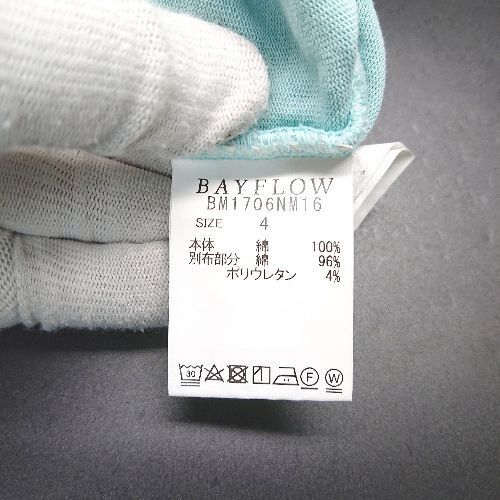 BAYFLOW
BM1706NM16
SIZE 4
本体 綿 100%
別布部分 綿 96%
ポリウレタン 4%
30 F W